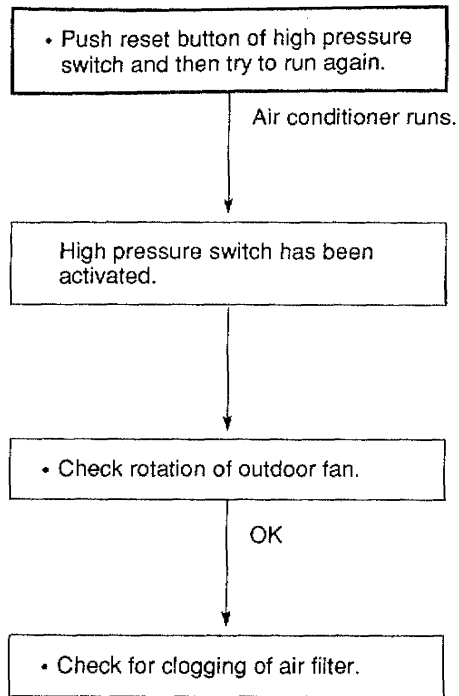 • Push reset button of high pressure
switch and then try to run again.
Air conditioner runs.
High pressure switch has been
activated.
• Check rotation of outdoor fan.
OK
• Check for clogging of air filter.